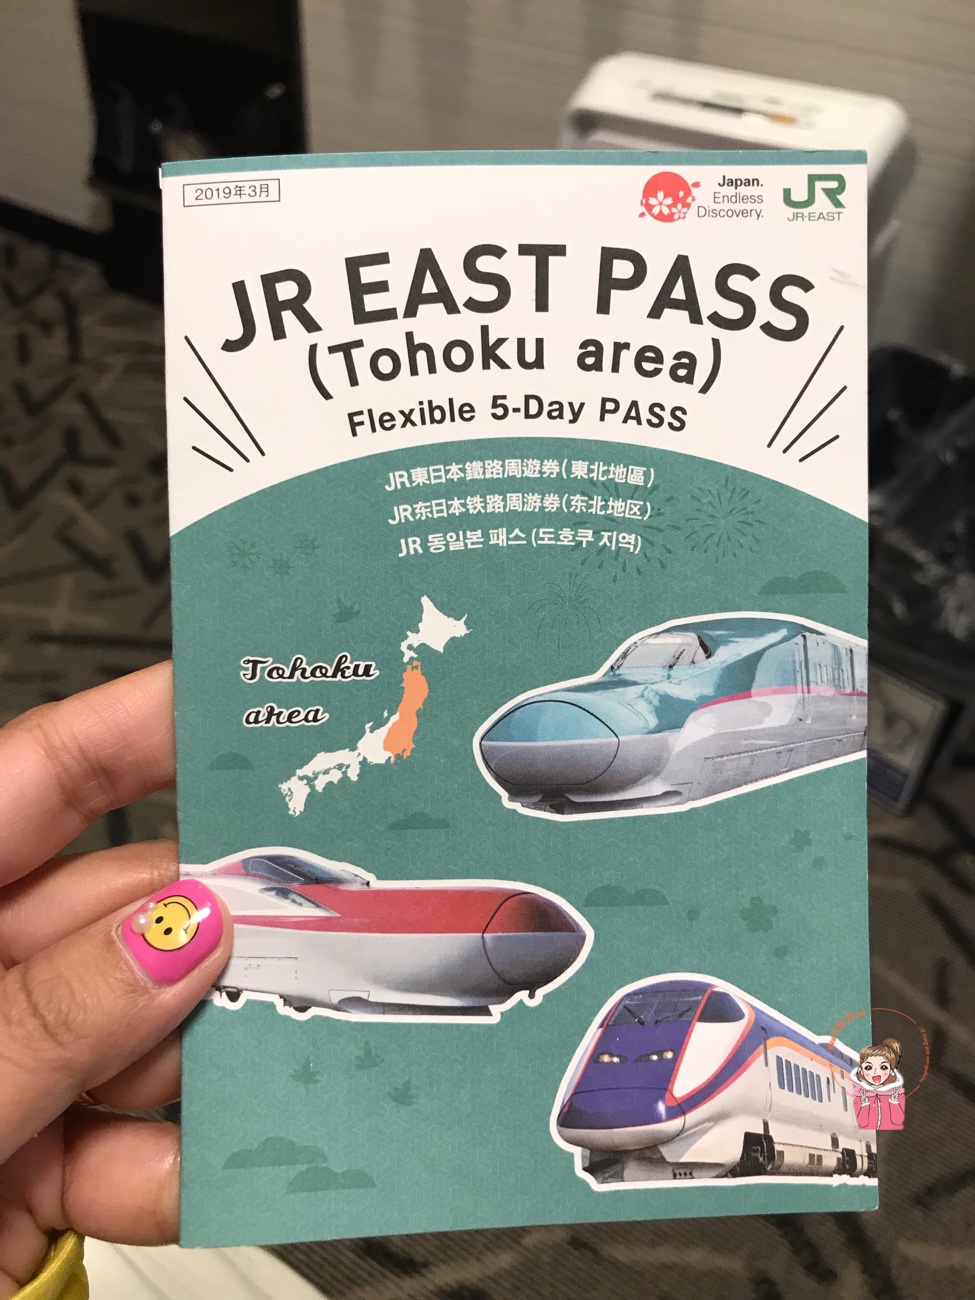 2019年3月
Japan.
Endless
Discovery.
JR
JR-EAST
JR EAST PASS
(Tohoku area)
Flexible 5-Day PASS
JR東日本鐵路周遊券(東北地區)
JR东日本铁路周游券(东北地区)
JR 동일본 패스 (도호쿠 지역)
Tohoku
area